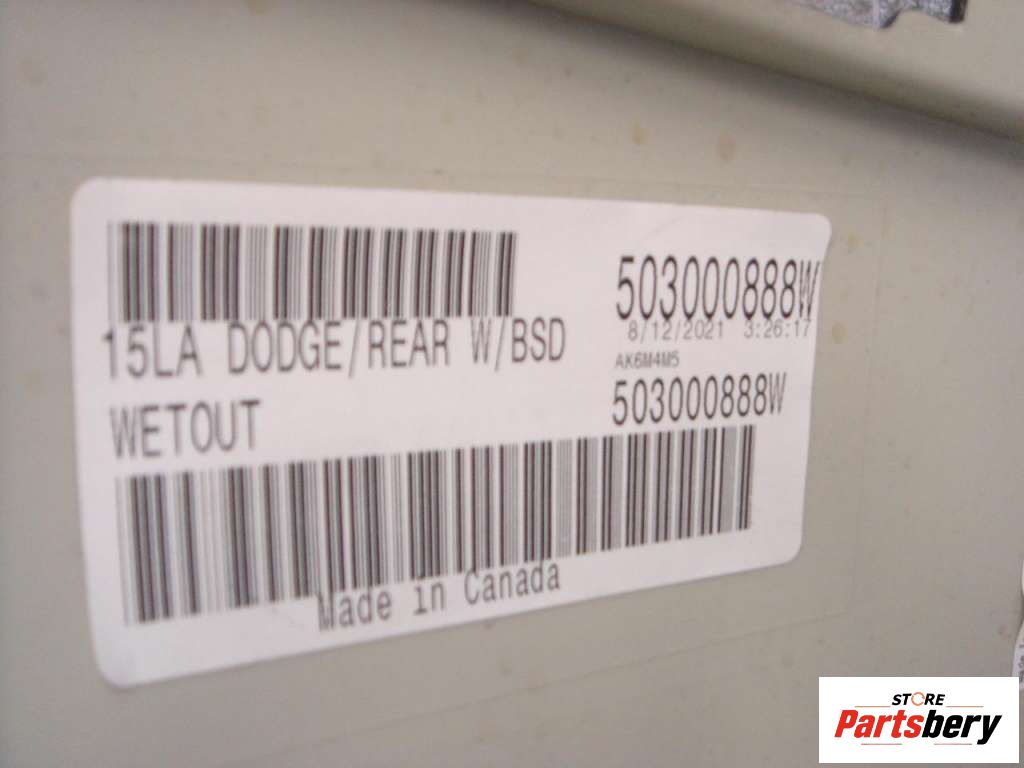 503000888W
8/12/2021 3:26:17
15LA DODGE/REAR W/BSD
AK6M4M5
503000888W
WETOUT
Made in Canada
STORE
Partsbery